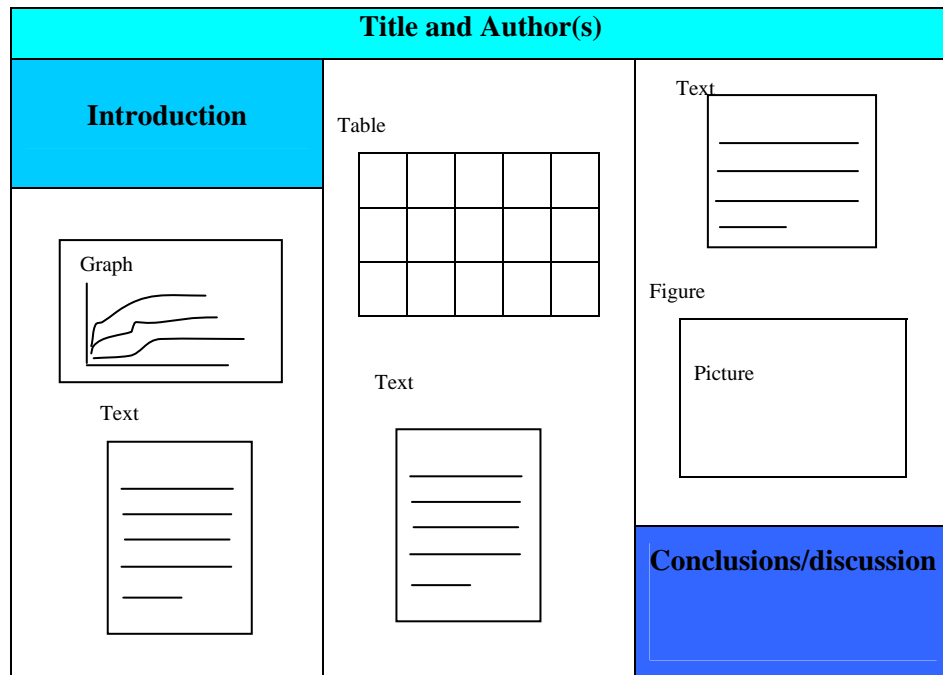 Title and Author(s)
Introduction
Graph
Text
Table
Text
Text
Figure
Picture
Conclusions/discussion